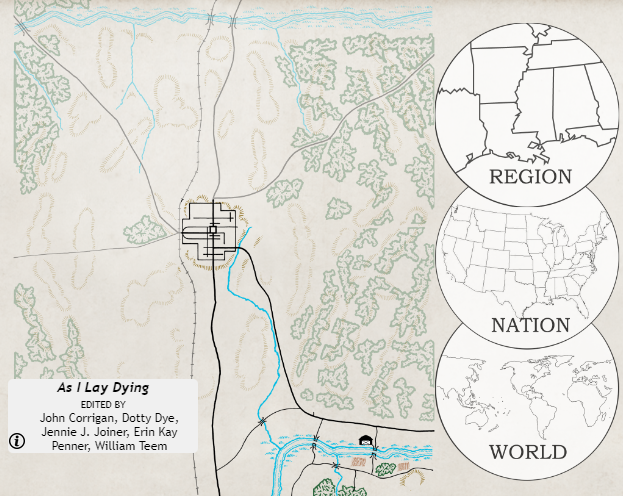 REGION
NATION
WORLD
As I Lay Dying
EDITED BY
John Corrigan, Dotty Dye,
Jennie J. Joiner, Erin Kay
Penner, William Teem
i